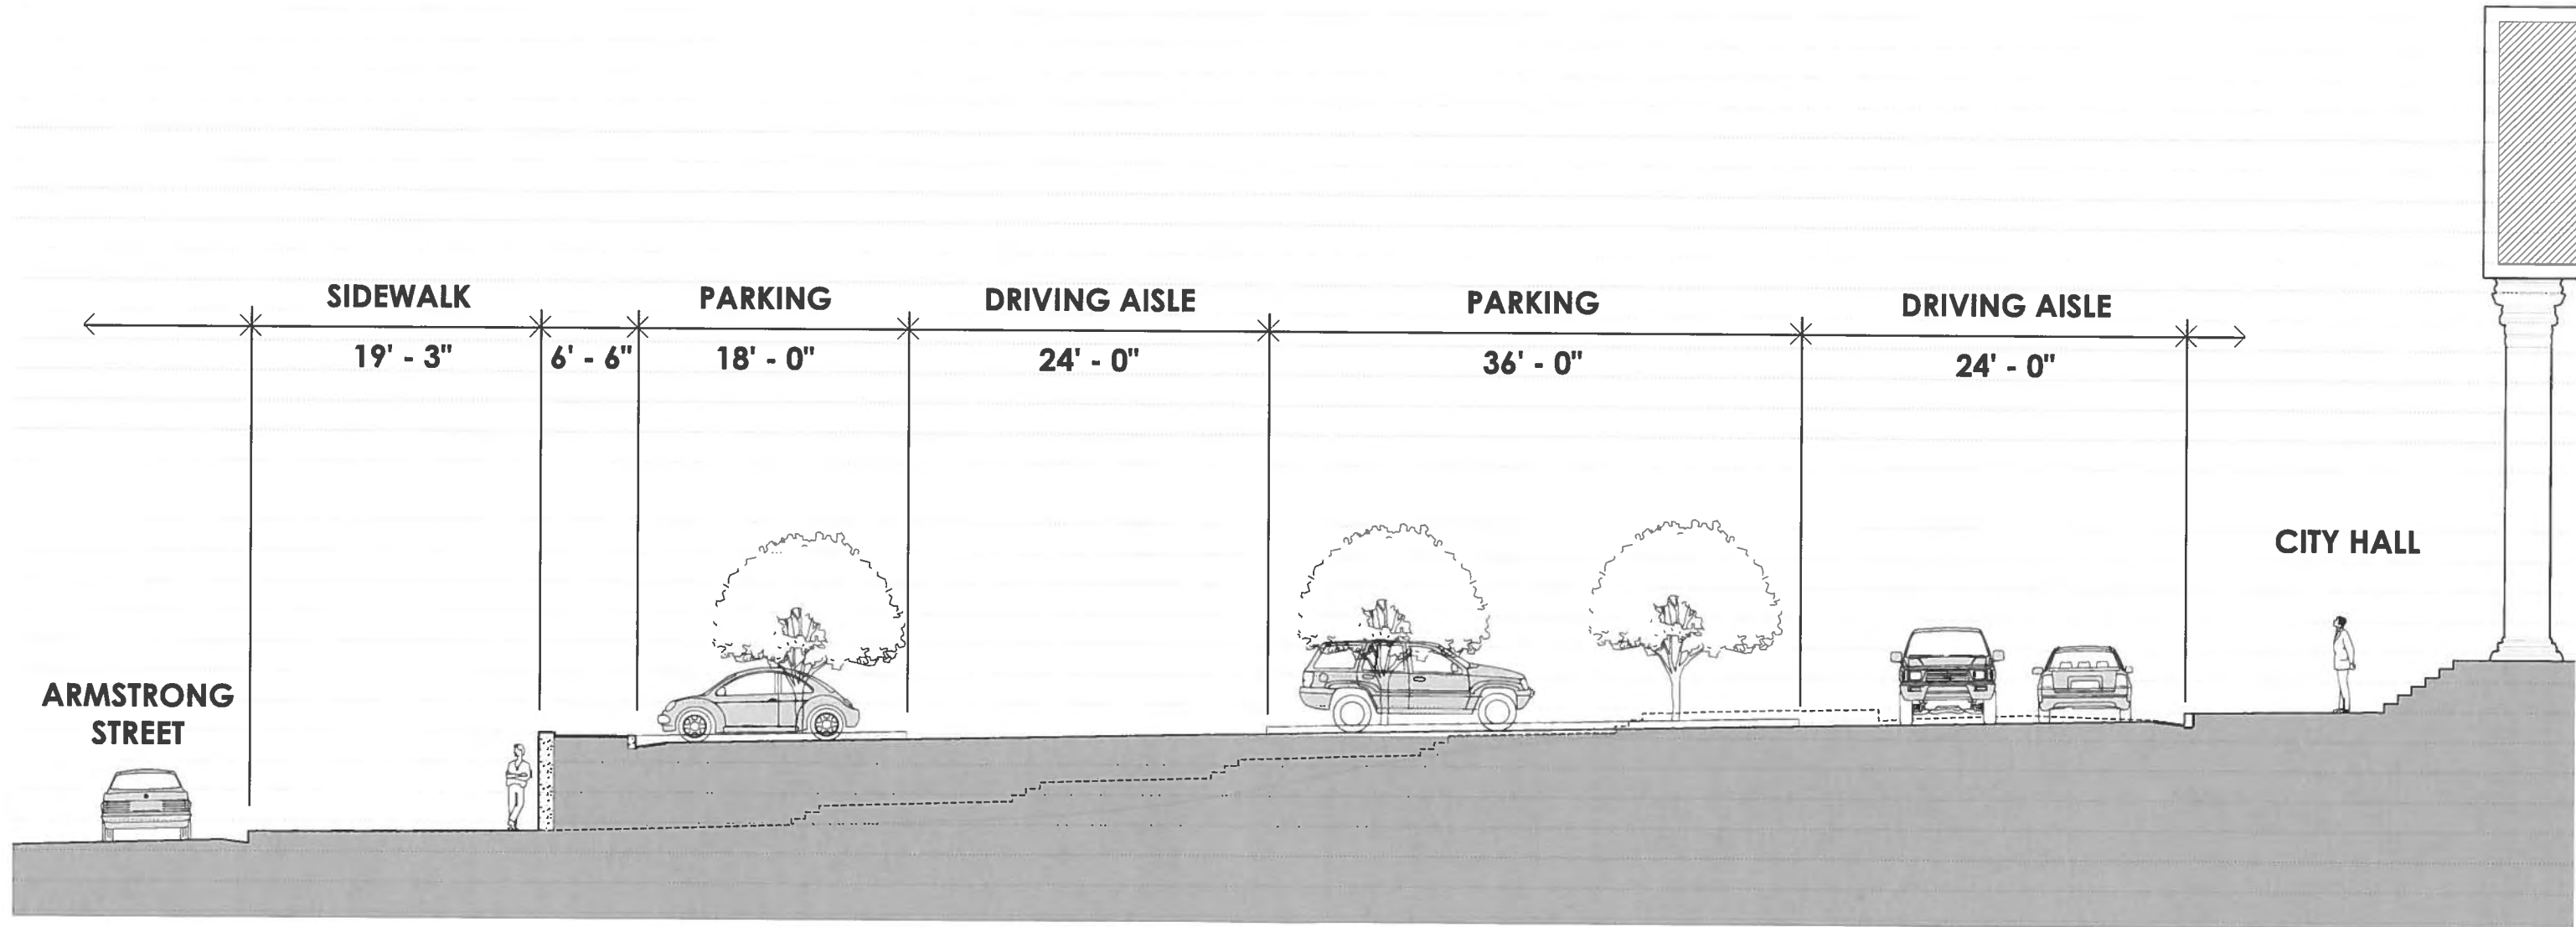 SIDEWALK
PARKING
DRIVING AISLE
PARKING
DRIVING AISLE
19' - 3"
6' - 6"
18' - 0"
24' - 0"
36' - 0"
24' - 0"
CITY HALL
ARMSTRONG
STREET